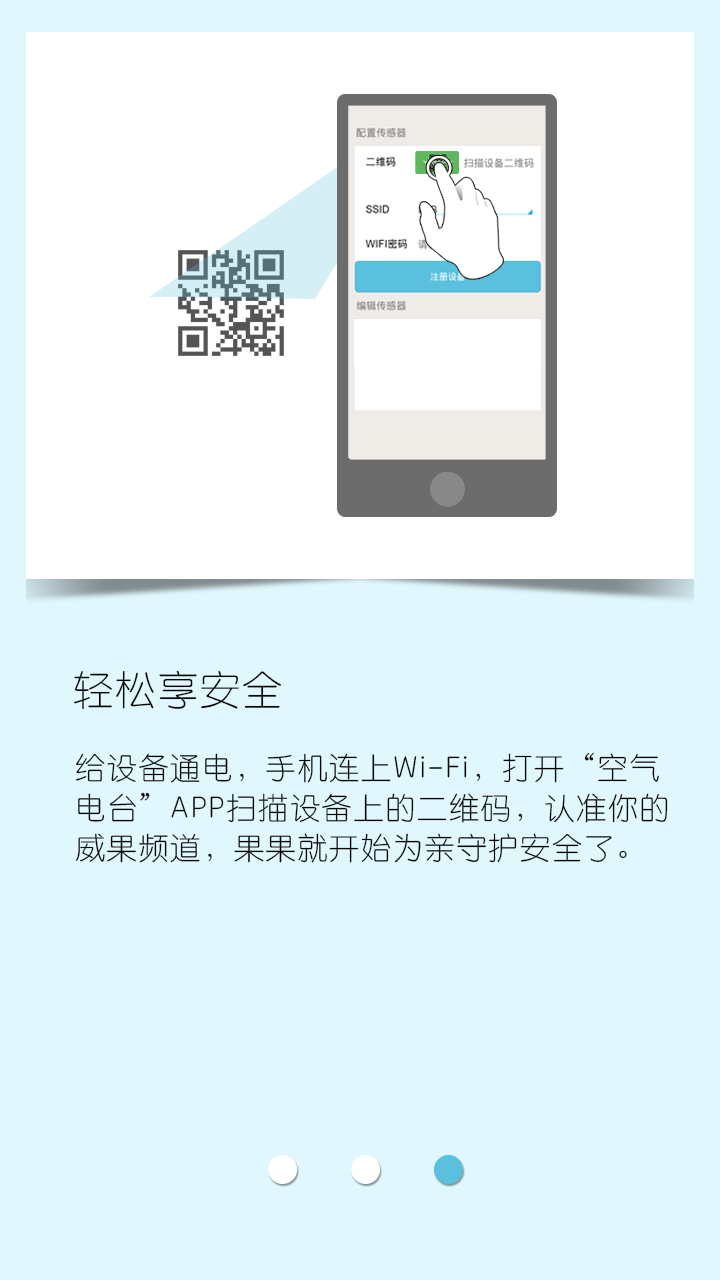 配置传感器
二维码
扫描设备二维码
SSID
WIFI密码 请
注册设备
编辑传感器
轻松享安全
给设备通电，手机连上Wi-Fi，打开“空气
电台”APP扫描设备上的二维码，认准你的
威果频道，果果就开始为亲守护安全了。